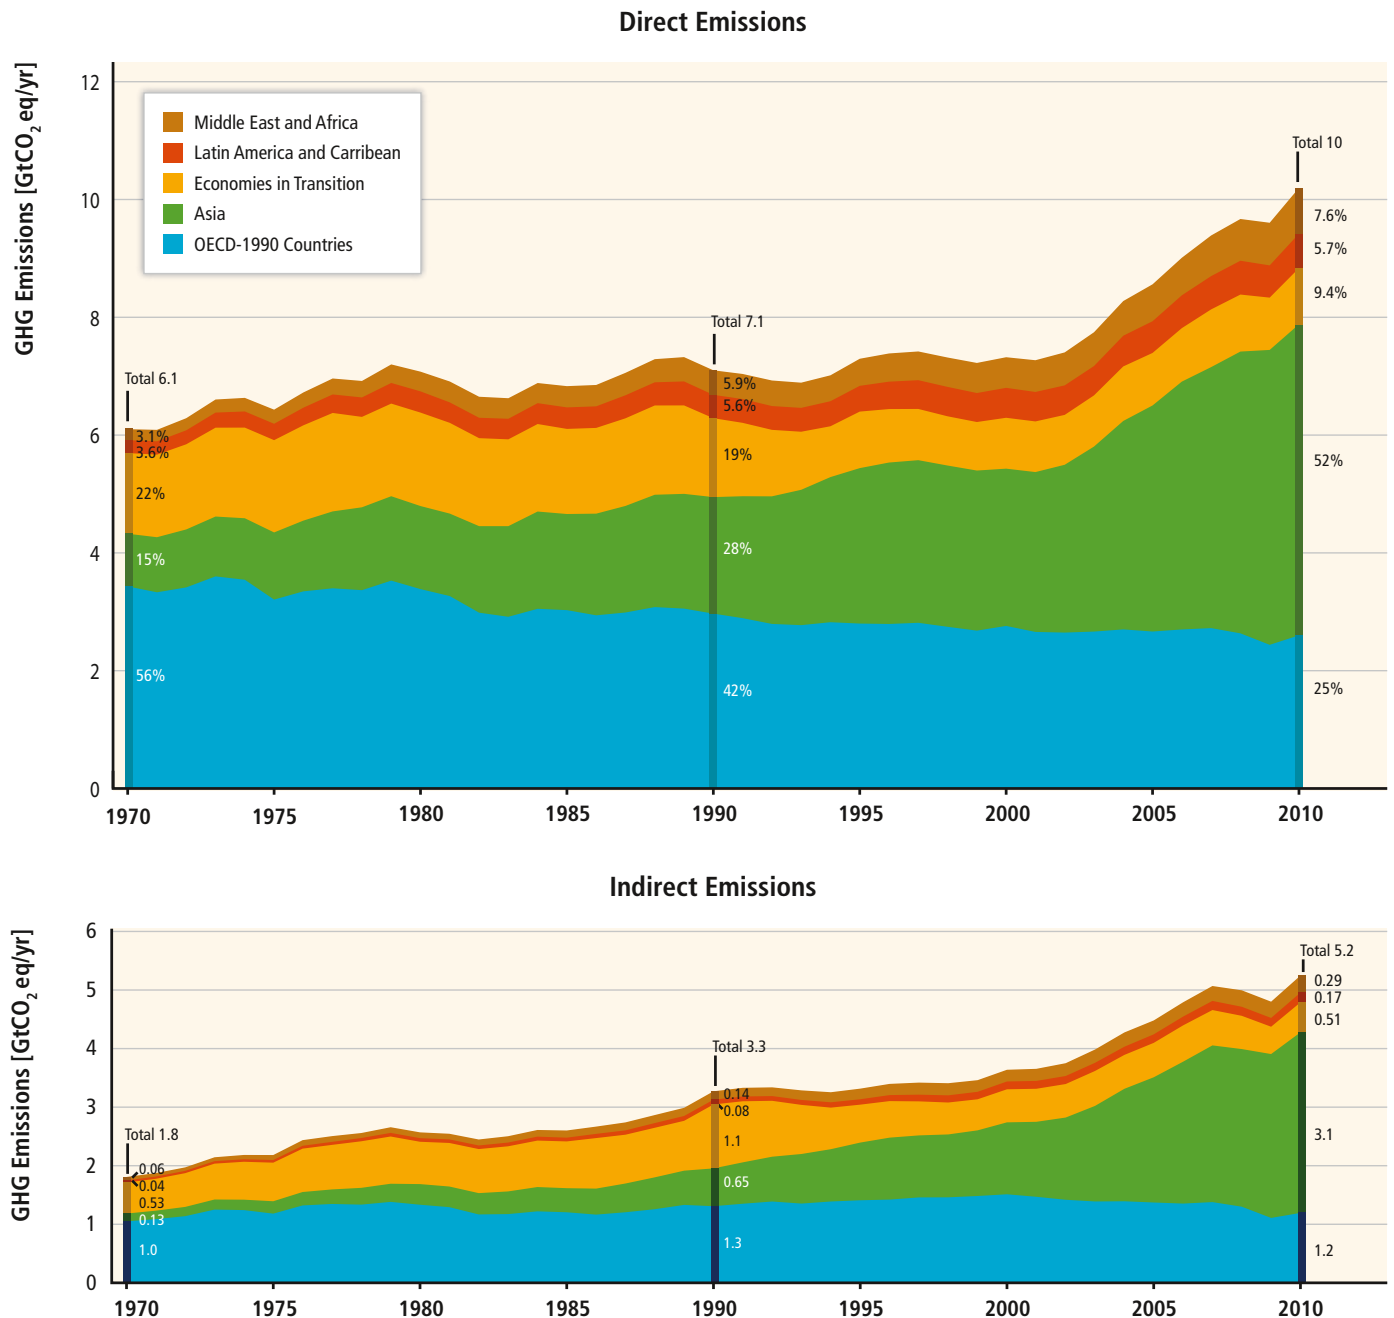 Direct Emissions
GHG Emissions [GtCO2 eq/yr]
12
10
8
6
4
2
0
Middle East and Africa
Latin America and Carribean
Economies in Transition
Asia
OECD-1990 Countries
Total 6.1
3.1%
3.6%
22%
15%
56%
Total 7.1
5.9%
5.6%
19%
28%
42%
Total 10
7.6%
5.7%
9.4%
52%
25%
1970 1975 1980 1985 1990 1995 2000 2005 2010
Indirect Emissions
GHG Emissions [GtCO2 eq/yr]
6
5
4
3
2
1
0
Total 1.8
0.06
0.04
0.53
0.13
1.0
Total 3.3
0.14
0.08
1.1
0.65
1.3
Total 5.2
0.29
0.17
0.51
3.1
1.2
1970 1975 1980 1985 1990 1995 2000 2005 2010